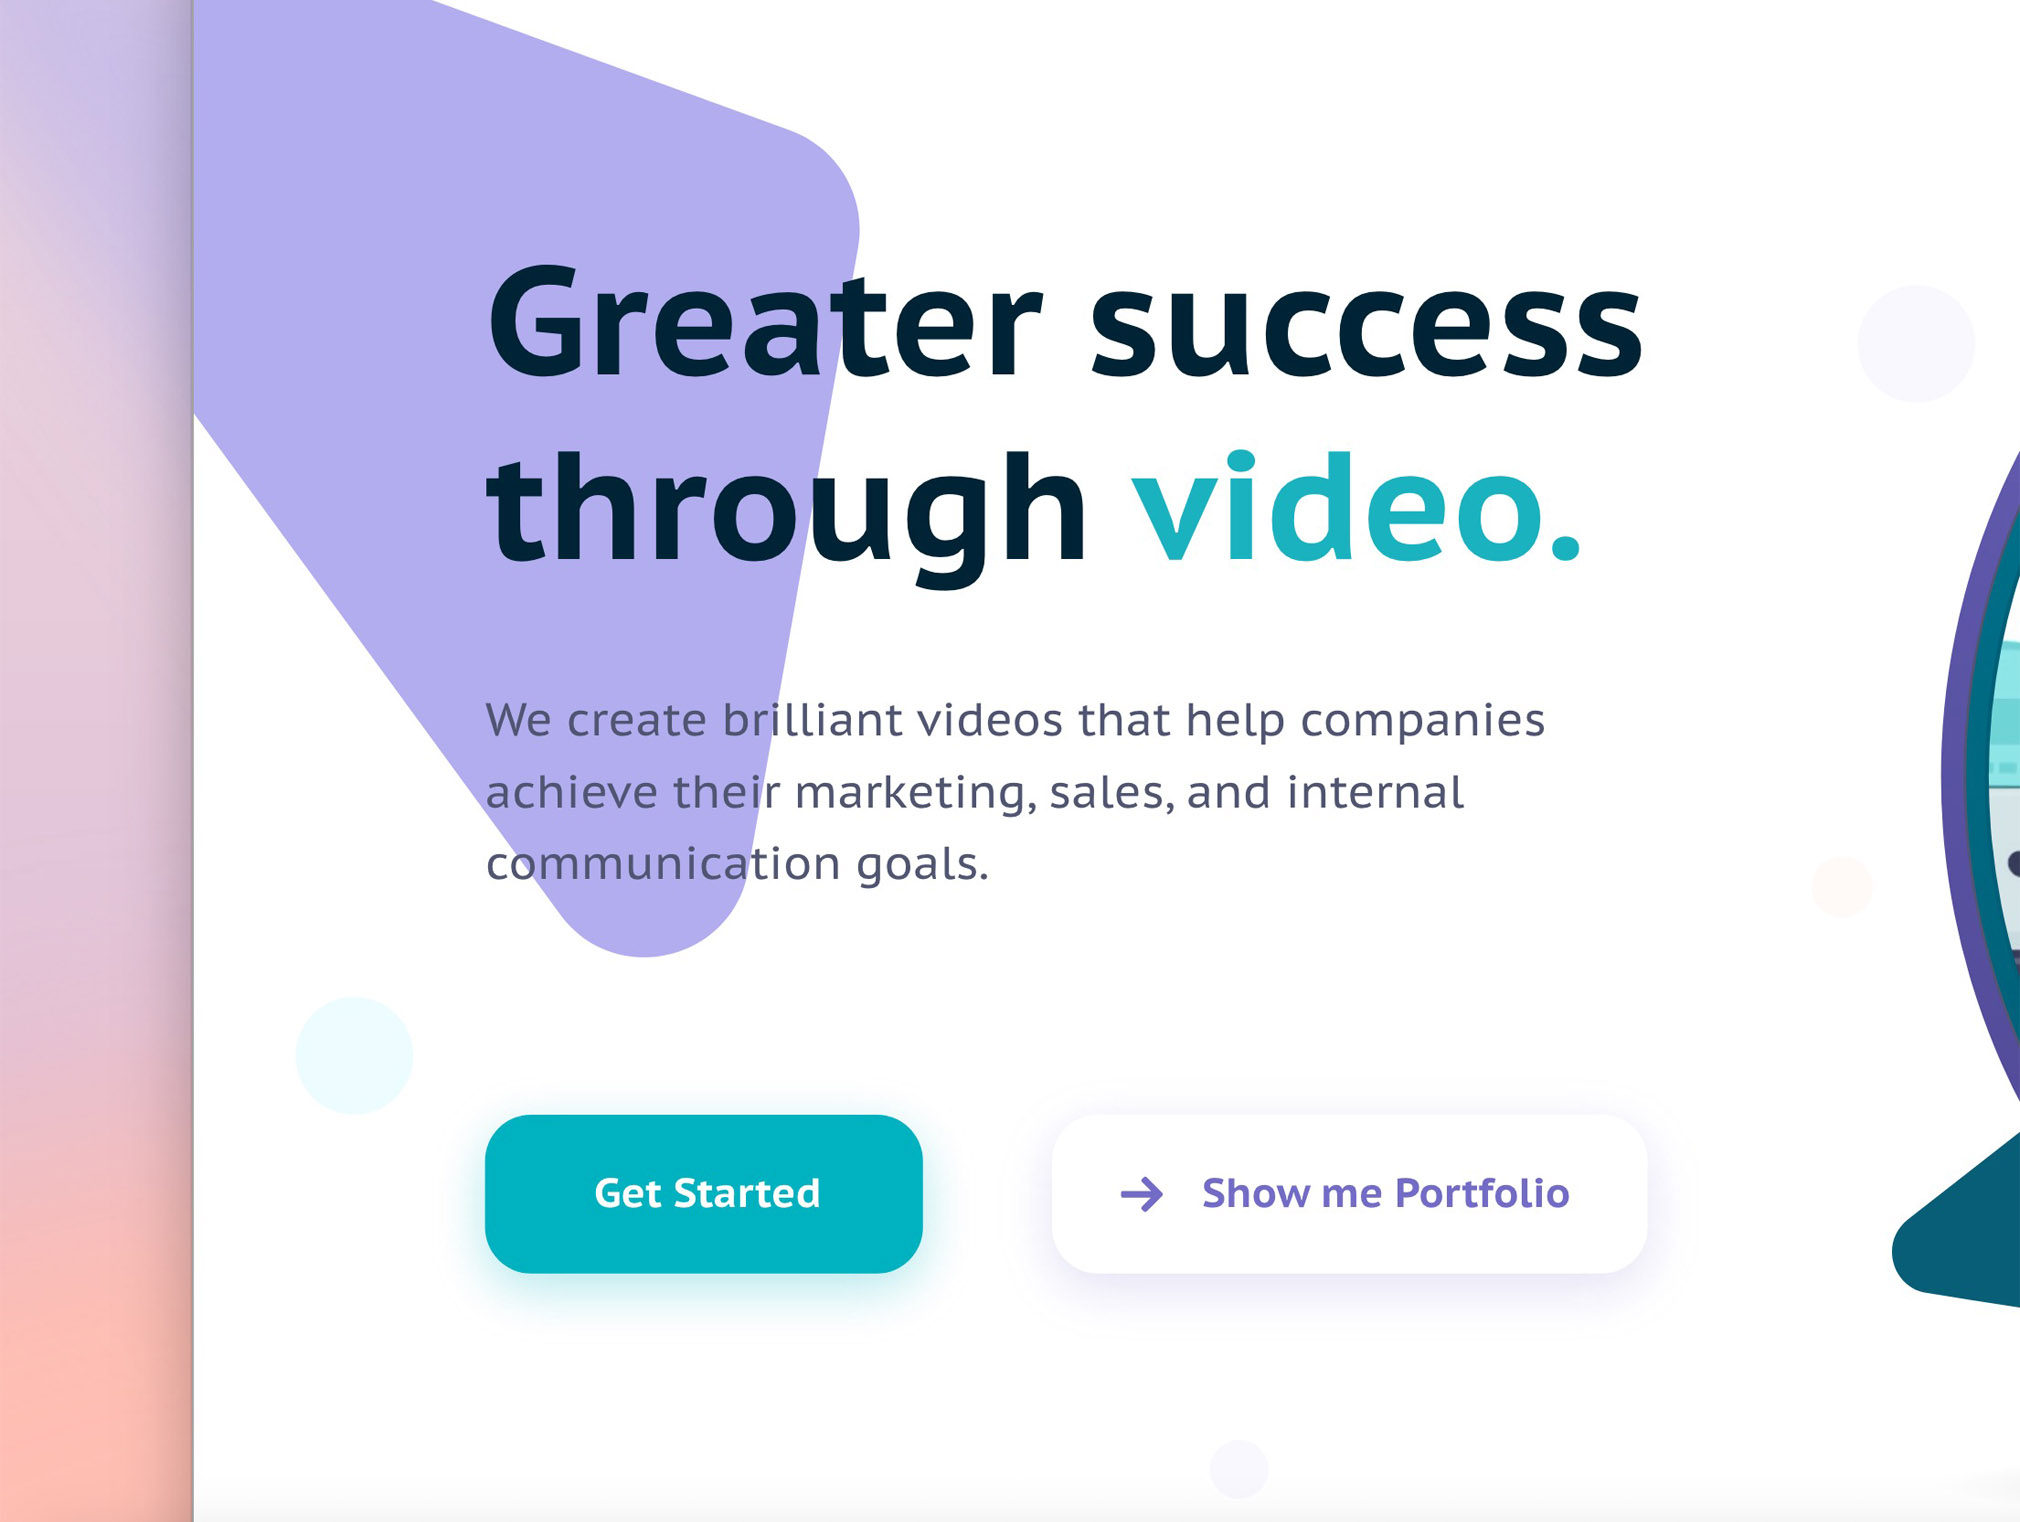 Greater success
through video.
We create brilliant videos that help companies
achieve their marketing, sales, and internal
communication goals.
Get Started
Show me Portfolio